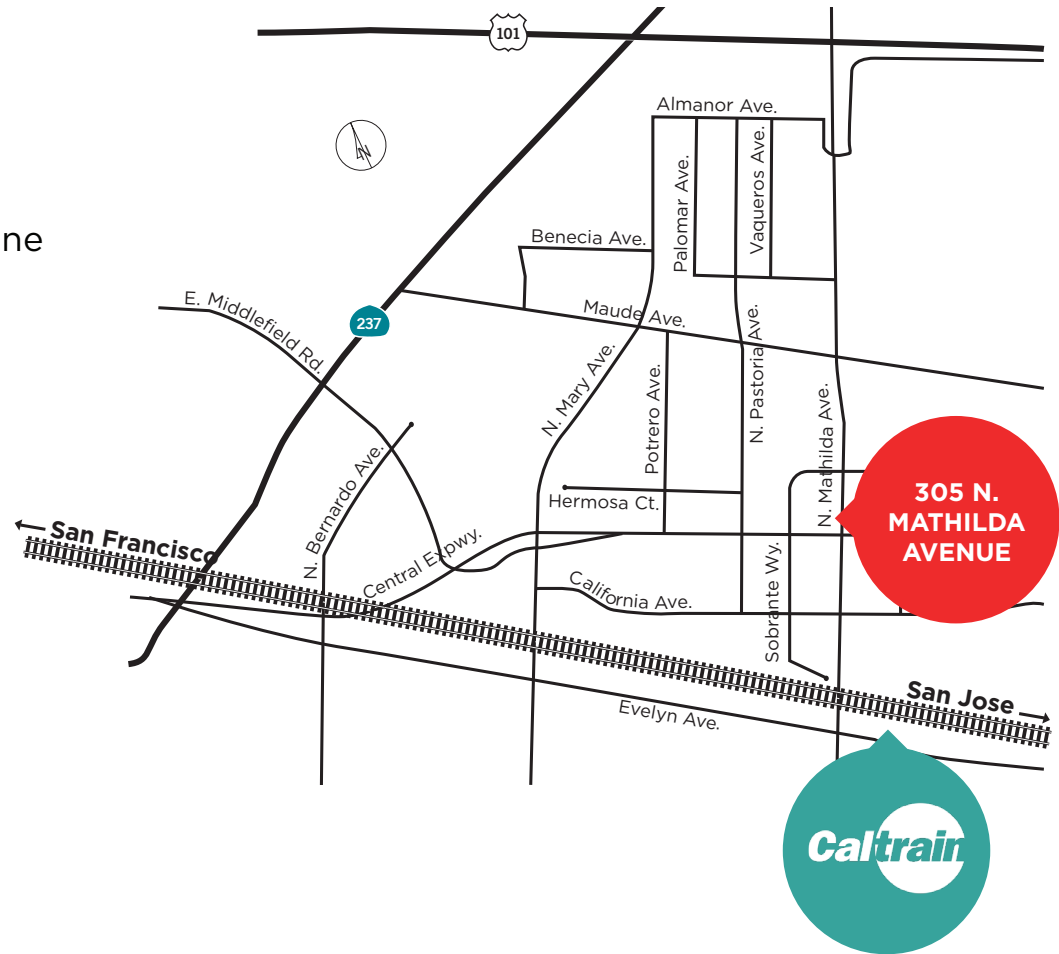 101
Almanor Ave.
Palomar Ave.
Vaqueros Ave.
N
ne
Benecia Ave.
E. Middlefield Rd.
237
Maude Ave.
N. Mary Ave.
Potrero Ave.
N. Pastoria Ave.
N. Mathilda Ave.
N. Bernardo Ave.
Hermosa Ct.
305 N.
MATHILDA
AVENUE
San Francisco
Central Expwy.
California Ave.
Sobrante Wy.
San Jose
Evelyn Ave.
Caltrain